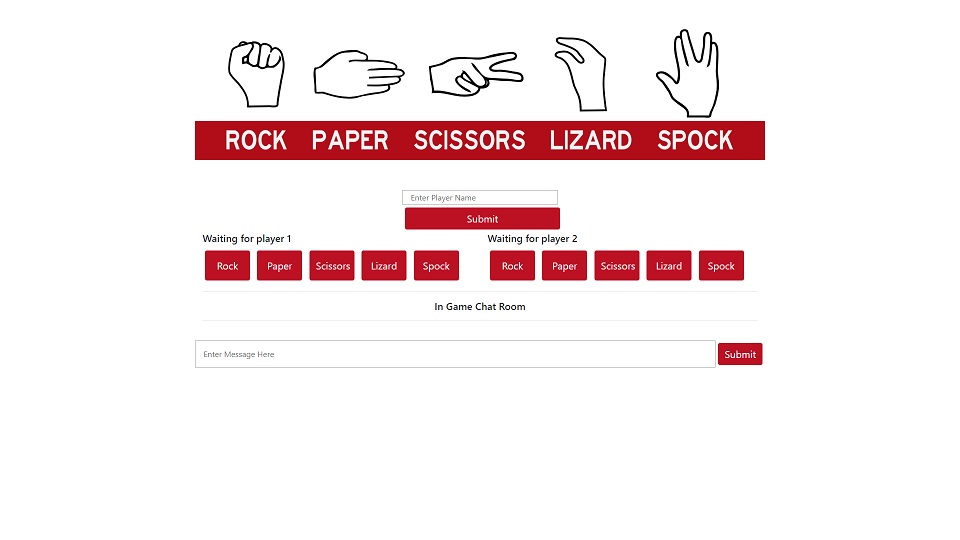 ROCK PAPER SCISSORS LIZARD SPOCK
Enter Player Name
Submit
Waiting for player 1
Rock Paper Scissors Lizard Spock
Waiting for player 2
Rock Paper Scissors Lizard Spock
In Game Chat Room
Enter Message Here
Submit